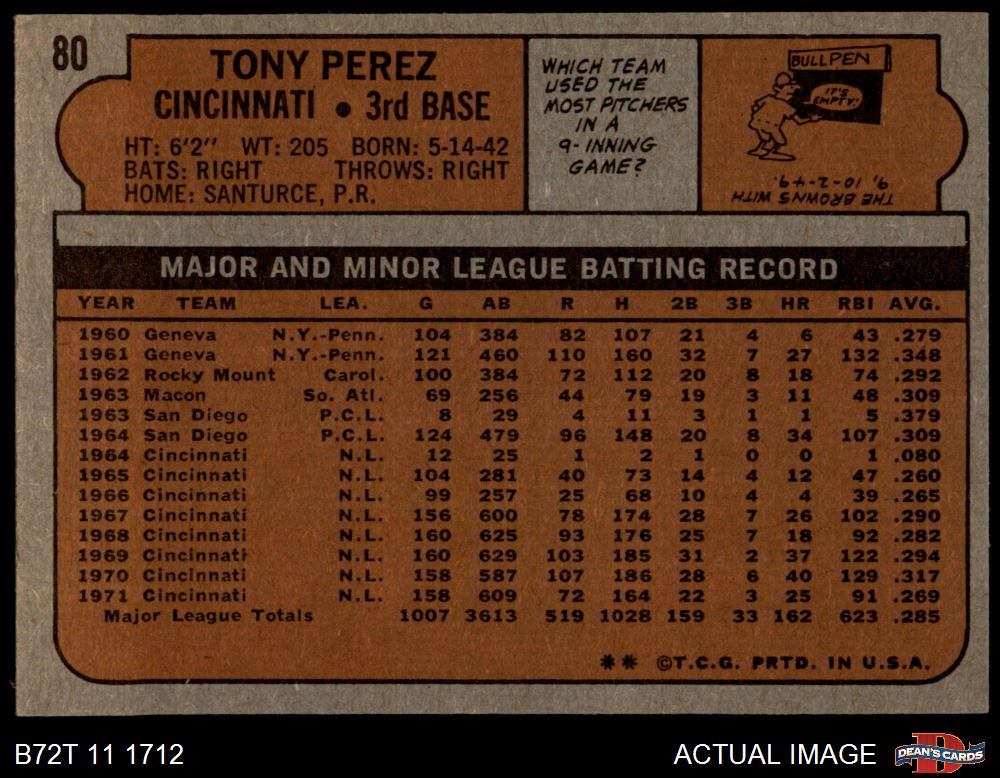 80
TONY PEREZ
CINCINNATI • 3rd BASE
HT: 6'2" WT: 205 BORN: 5-14-42
BATS: RIGHT THROWS: RIGHT
HOME: SANTURCE, P.R.
WHICH TEAM
USED THE
MOST PITCHERS
IN A
9-INNING
GAME?
BULLPEN
IT'S
EMPTY!
THE BROWNS WITH
9, 10-2-49.
MAJOR AND MINOR LEAGUE BATTING RECORD
YEAR TEAM LEA. G AB R H 2B 3B HR RBI AVG.
1960 Geneva N.Y.-Penn. 104 384 82 107 21 4 6 43 .279
1961 Geneva N.Y.-Penn. 121 460 110 160 32 7 27 132 .348
1962 Rocky Mount Carol. 100 384 72 112 20 8 18 74 .292
1963 Macon So. Atl. 69 256 44 79 19 3 11 48 .309
1963 San Diego P.C.L. 8 29 4 11 3 1 1 5 .379
1964 San Diego P.C.L. 124 479 96 148 20 8 34 107 .309
1964 Cincinnati N.L. 12 25 1 2 1 0 0 1 .080
1965 Cincinnati N.L. 104 281 40 73 14 4 12 47 .260
1966 Cincinnati N.L. 99 257 25 68 10 4 4 39 .265
1967 Cincinnati N.L. 156 600 78 174 28 7 26 102 .290
1968 Cincinnati N.L. 160 625 93 176 25 7 18 92 .282
1969 Cincinnati N.L. 160 629 103 185 31 2 37 122 .294
1970 Cincinnati N.L. 158 587 107 186 28 6 40 129 .317
1971 Cincinnati N.L. 158 609 72 164 22 3 25 91 .269
Major League Totals 1007 3613 519 1028 159 33 162 623 .285
** ©T.C.G. PRTD. IN U.S.A.
B72T 11 1712
ACTUAL IMAGE
DEAN'S CARDS